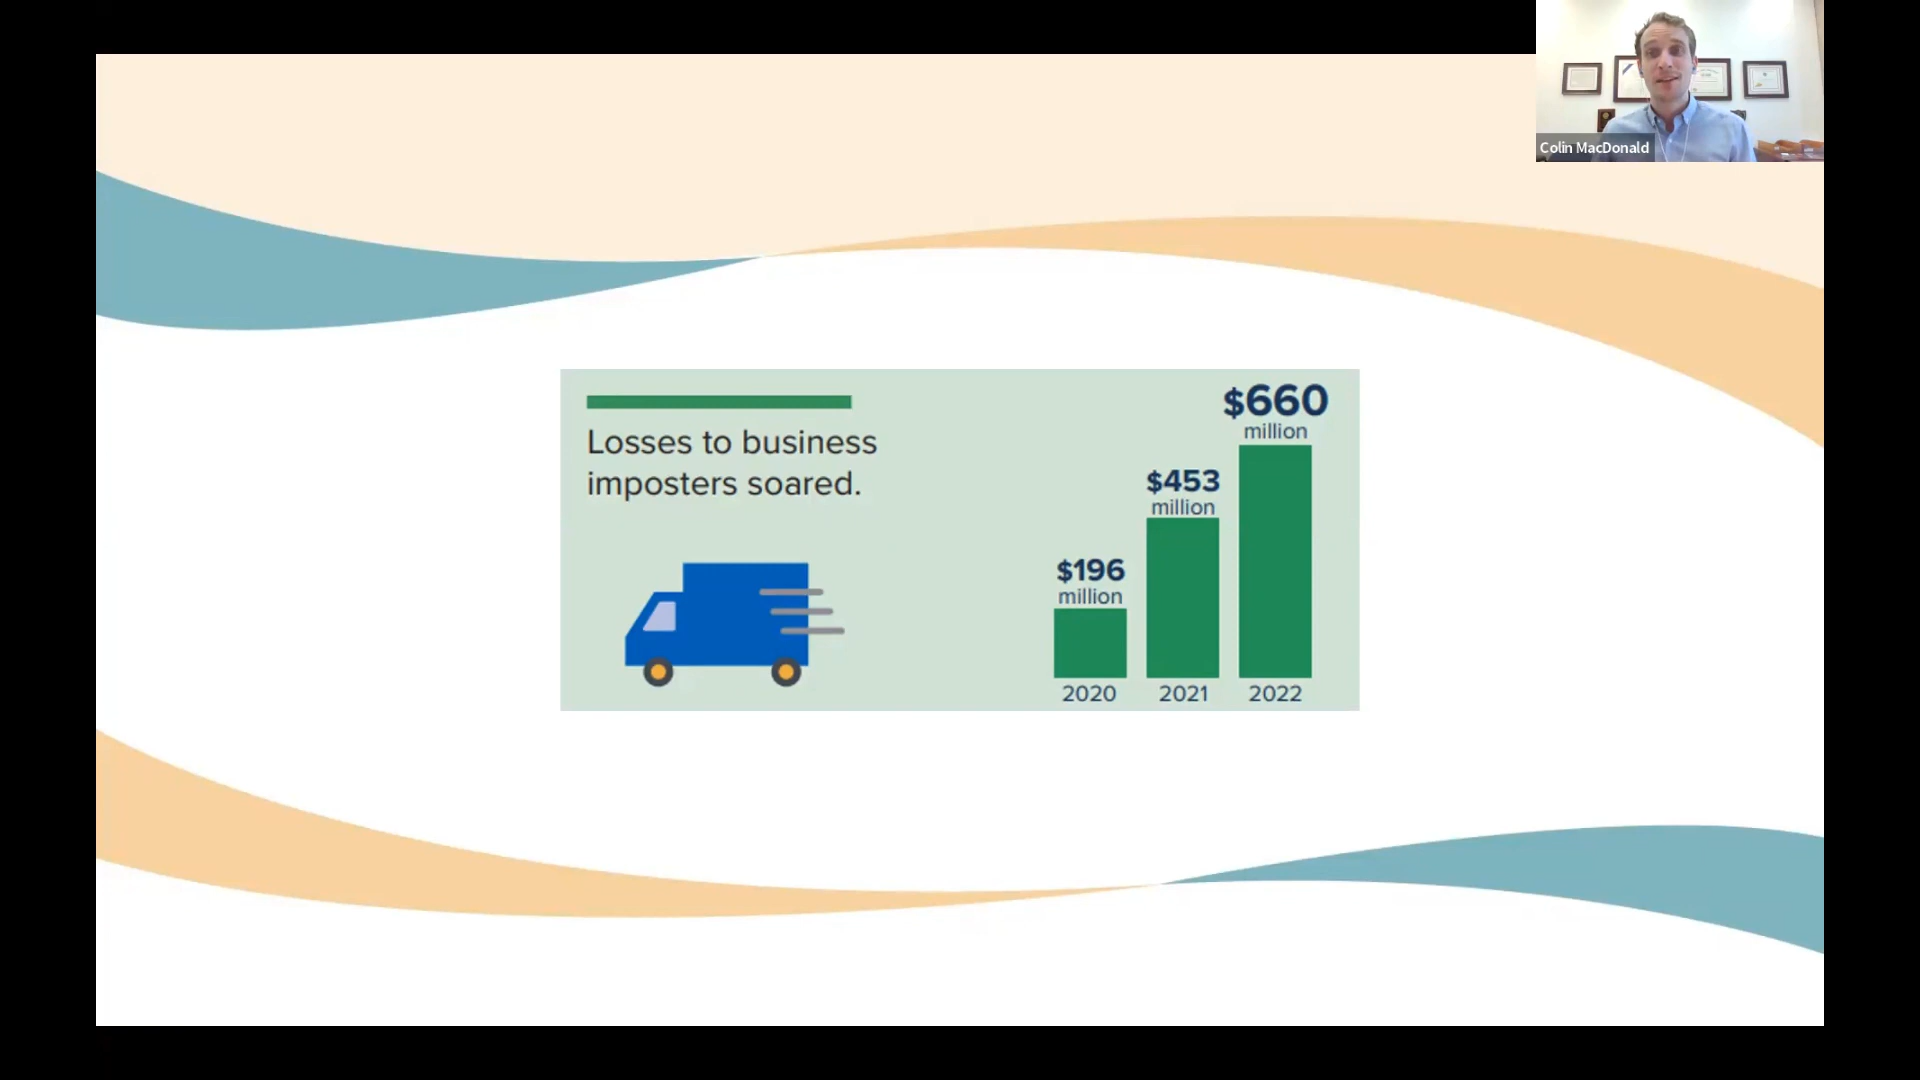 Colin MacDonald
Losses to business
imposters soared.
$660
million
$453
million
$196
million
2020
2021
2022